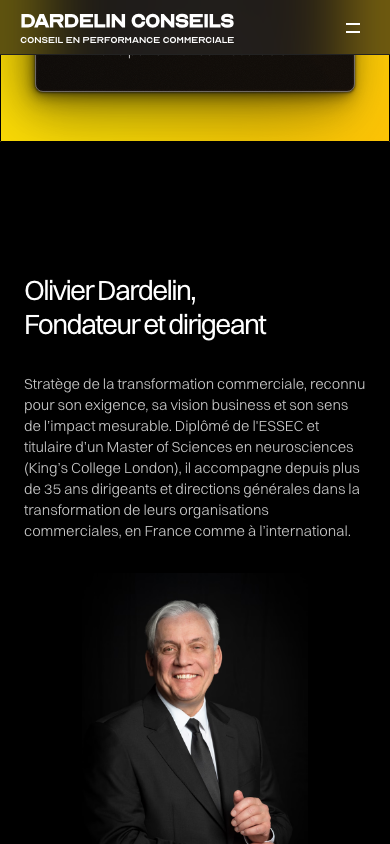 DARDELIN CONSEILS
CONSEIL EN PERFORMANCE COMMERCIALE
Olivier Dardelin,
Fondateur et dirigeant
Stratège de la transformation commerciale, reconnu
pour son exigence, sa vision business et son sens
de l'impact mesurable. Diplômé de l'ESSEC et
titulaire d'un Master of Sciences en neurosciences
(King's College London), il accompagne depuis plus
de 35 ans dirigeants et directions générales dans la
transformation de leurs organisations
commerciales, en France comme à l'international.